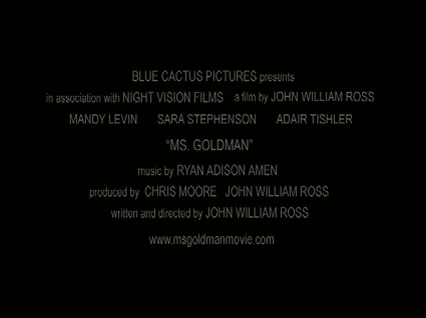 BLUE CACTUS PICTURES presents
in association with NIGHT VISION FILMS a film by JOHN WILLIAM ROSS
MANDY LEVIN SARA STEPHENSON ADAIR TISHLER
“MS. GOLDMAN”
music by RYAN ADISON AMEN
produced by CHRIS MOORE JOHN WILLIAM ROSS
written and directed by JOHN WILLIAM ROSS
www.msgoldmanmovie.com